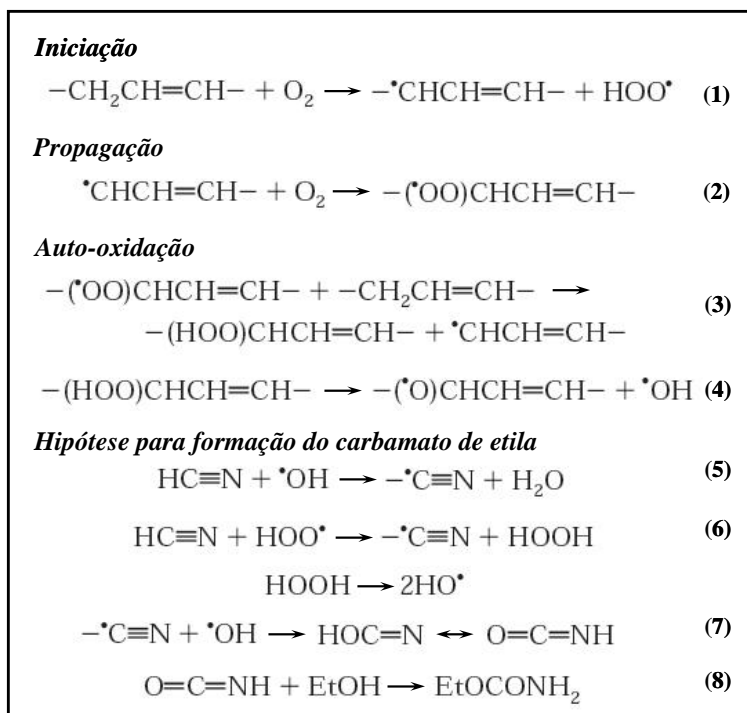 Iniciação
−CH₂CH=CH− + O₂ → −•CHCH=CH− + HOO• (1)
Propagação
•CHCH=CH− + O₂ → −(•OO)CHCH=CH− (2)
Auto-oxidação
−(•OO)CHCH=CH− + −CH₂CH=CH− →
−(HOO)CHCH=CH− + •CHCH=CH− (3)
−(HOO)CHCH=CH− → −(•O)CHCH=CH− + •OH (4)
Hipótese para formação do carbamato de etila
HC≡N + •OH → −•C≡N + H₂O (5)
HC≡N + HOO• → −•C≡N + HOOH (6)
HOOH → 2HO•
−•C≡N + •OH → HOC=N ↔ O=C=NH (7)
O=C=NH + EtOH → EtOCONH₂ (8)